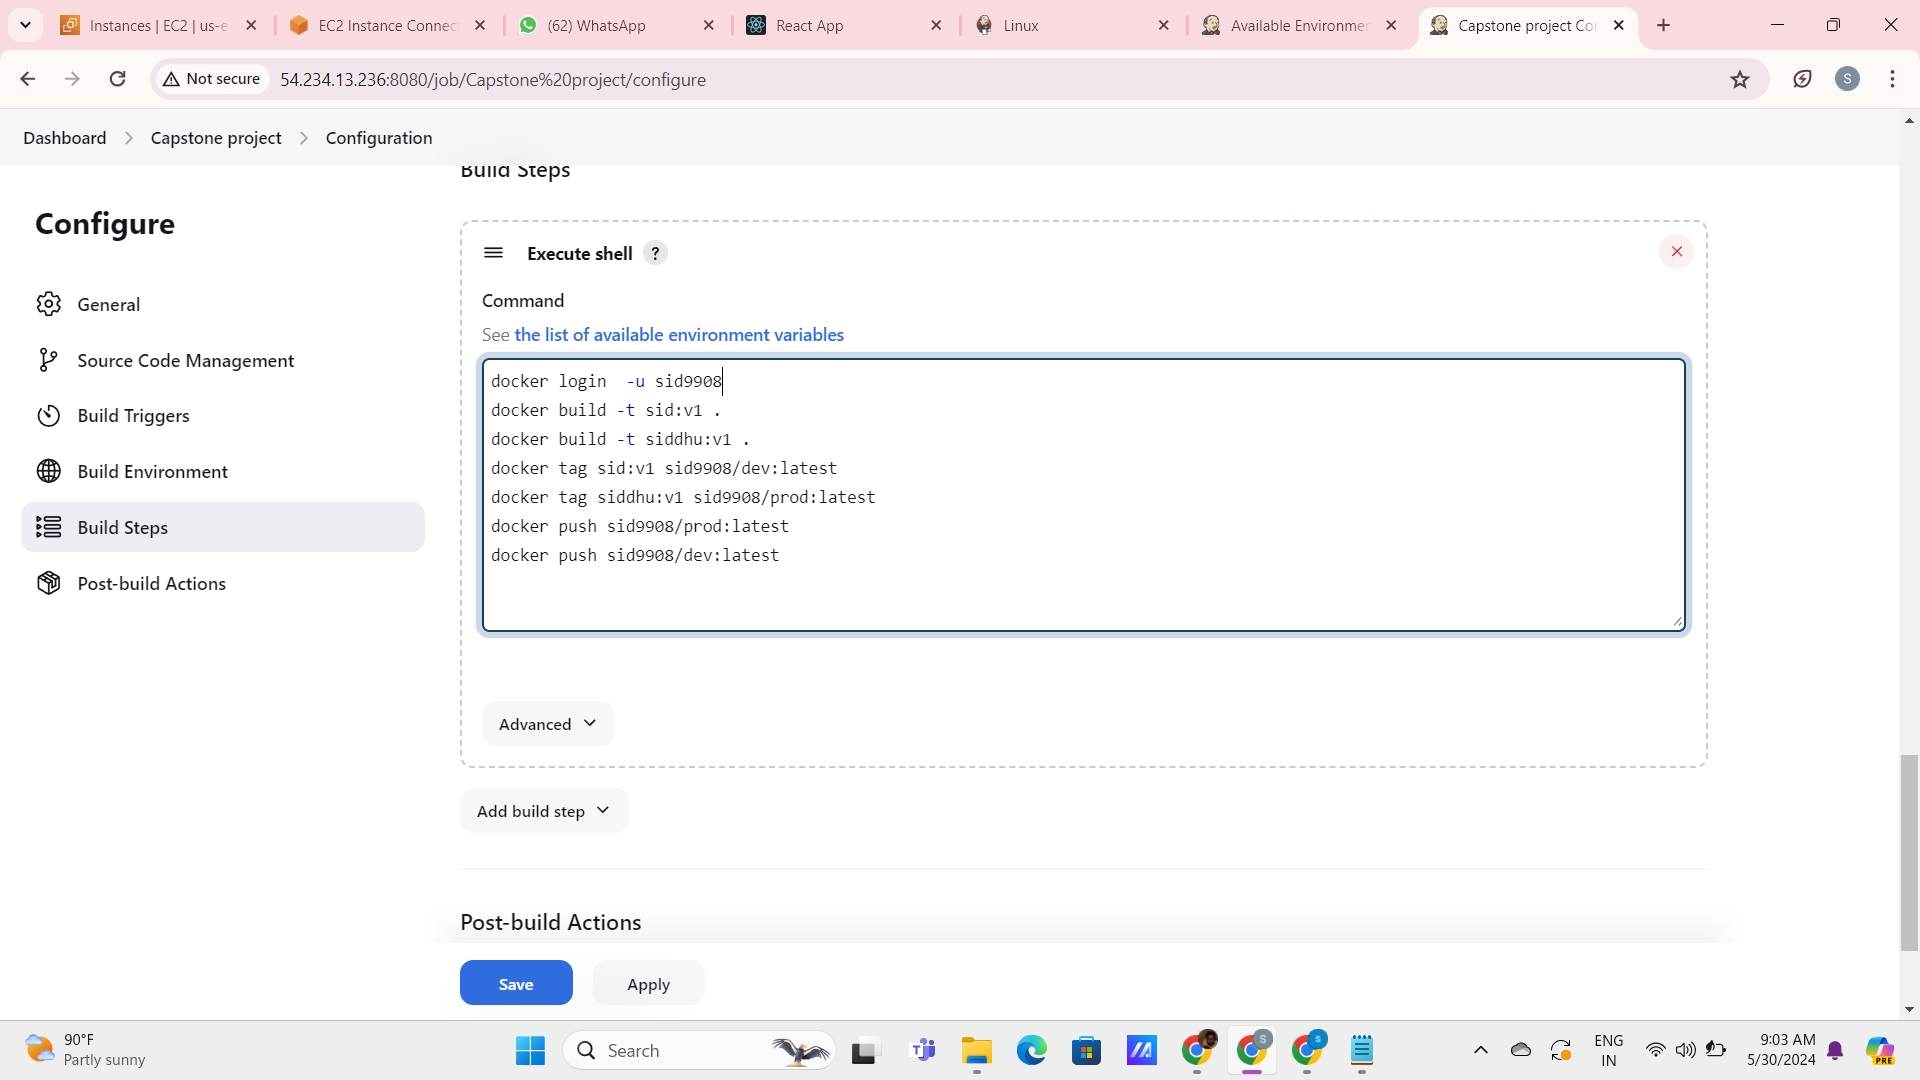 Instances | EC2 | us-e
EC2 Instance Connect
(62) WhatsApp
React App
Linux
Available Environmen
Capstone project Con
Not secure
54.234.13.236:8080/job/Capstone%20project/configure
S
Dashboard
Capstone project
Configuration
Build Steps
Configure
General
Source Code Management
Build Triggers
Build Environment
Build Steps
Post-build Actions
Execute shell ?
Command
See the list of available environment variables
docker login  -u sid9908
docker build -t sid:v1 .
docker build -t siddhu:v1 .
docker tag sid:v1 sid9908/dev:latest
docker tag siddhu:v1 sid9908/prod:latest
docker push sid9908/prod:latest
docker push sid9908/dev:latest
Advanced
Add build step
Post-build Actions
Save
Apply
90°F
Partly sunny
Search
S
s
ENG
IN
9:03 AM
5/30/2024
PRE